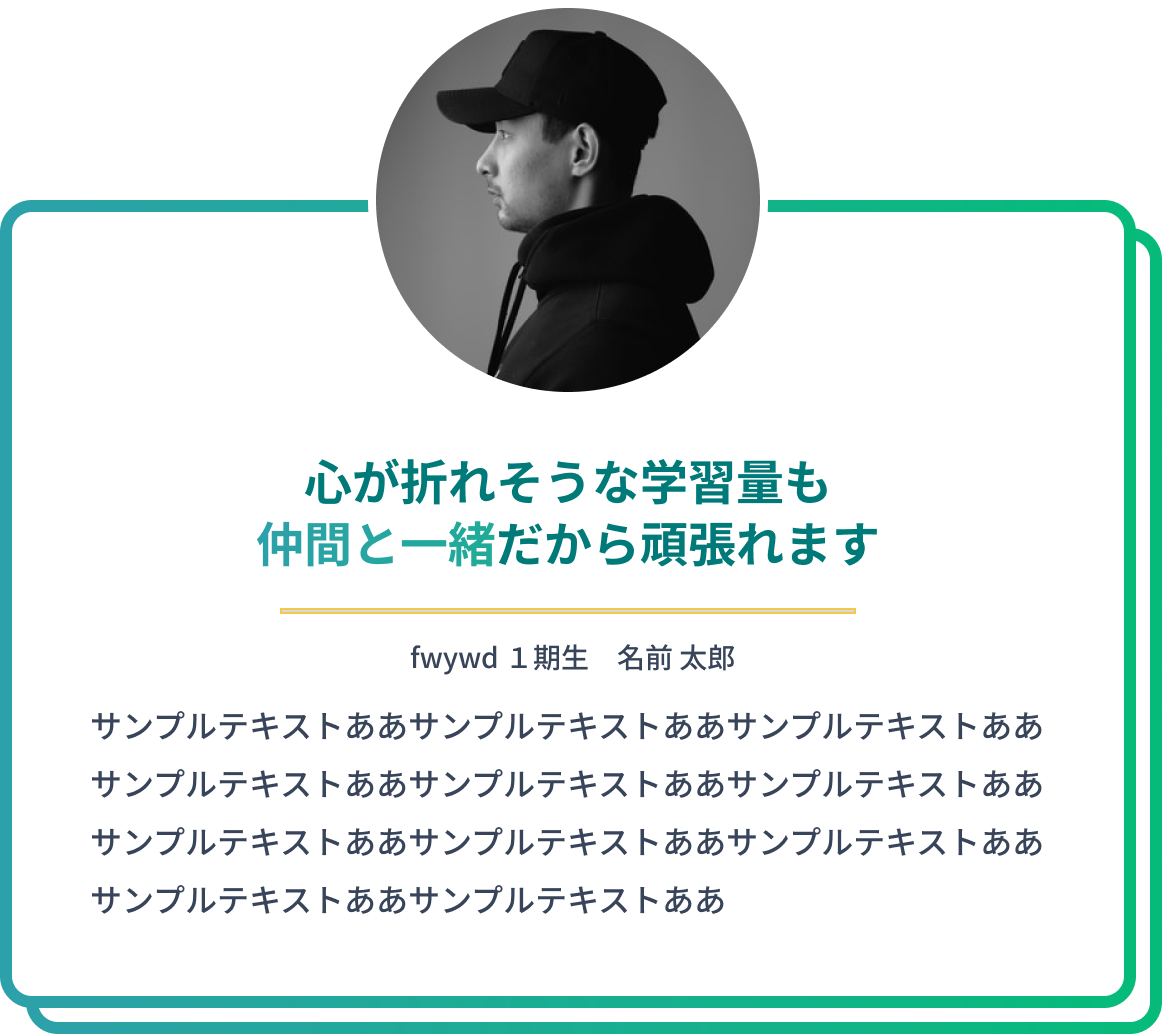 心が折れそうな学習量も
仲間と一緒だから頑張れます
fwywd １期生　名前 太郎
サンプルテキストああサンプルテキストああサンプルテキストああ
サンプルテキストああサンプルテキストああサンプルテキストああ
サンプルテキストああサンプルテキストああサンプルテキストああ
サンプルテキストああサンプルテキストああ